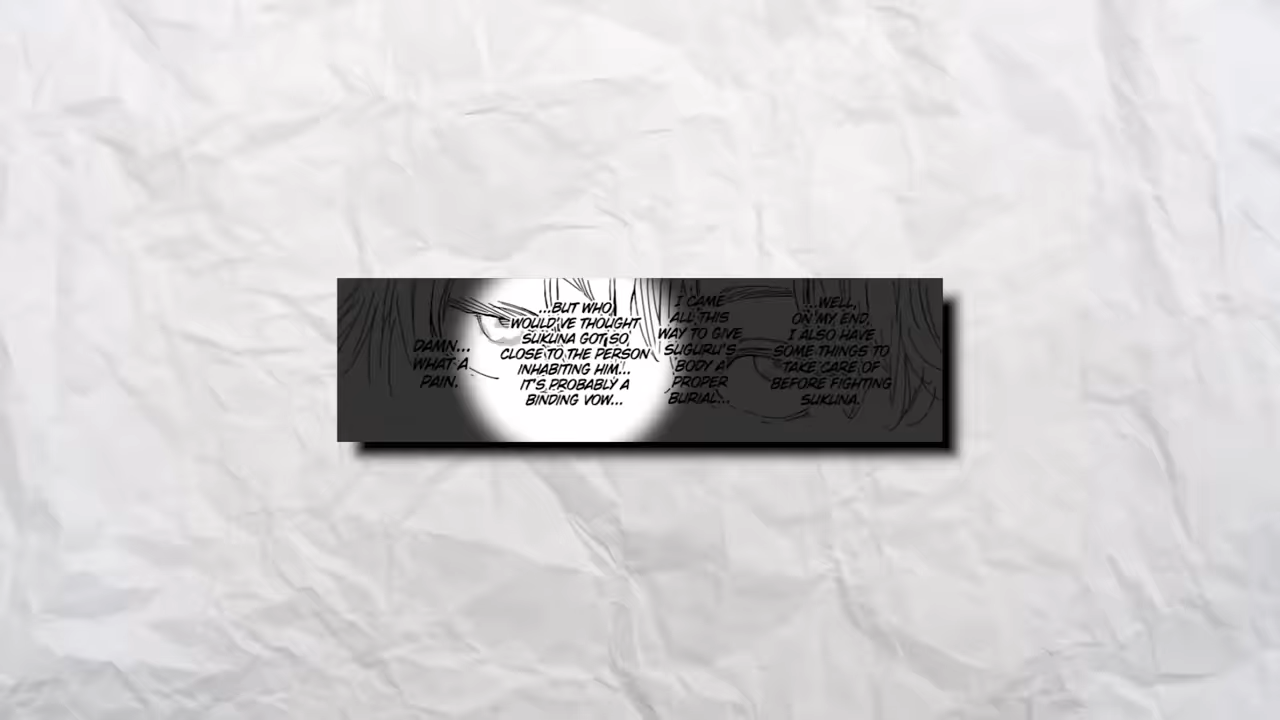 ...WELL,
ON MY END,
I ALSO HAVE
SOME THINGS TO
TAKE CARE OF
BEFORE FIGHTING
SUKUNA.
I CAME
ALL THIS
WAY TO GIVE
SUGURU'S
BODY A
PROPER
BURIAL...
...BUT WHO
WOULD'VE THOUGHT
SUKUNA GOT SO
CLOSE TO THE PERSON
INHABITING HIM...
IT'S PROBABLY A
BINDING VOW...
DAMN...
WHAT A
PAIN.